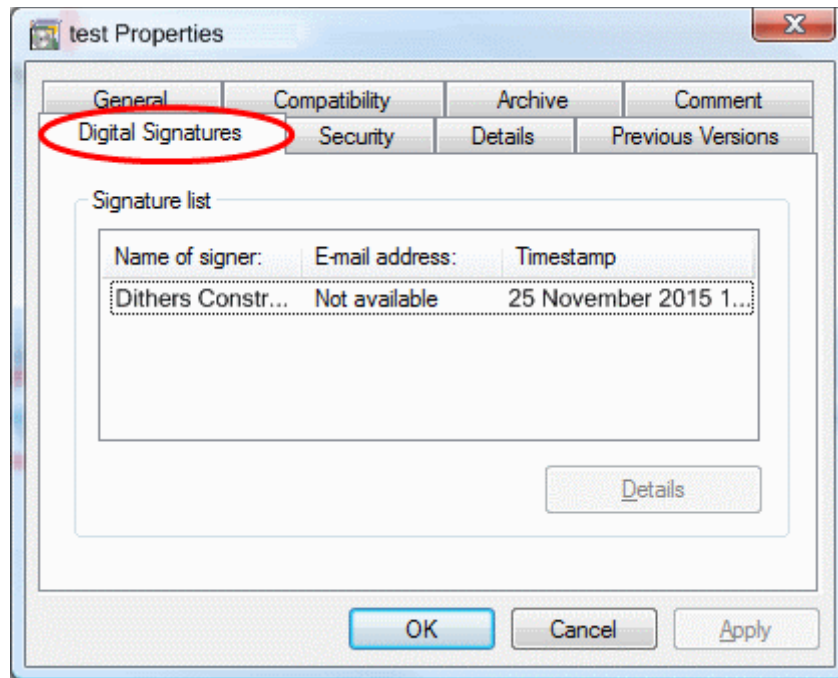 test Properties
General Compatibility Archive Comment
Digital Signatures Security Details Previous Versions
Signature list
Name of signer: E-mail address: Timestamp
Dithers Constr... Not available 25 November 2015 1...
Details
OK Cancel Apply